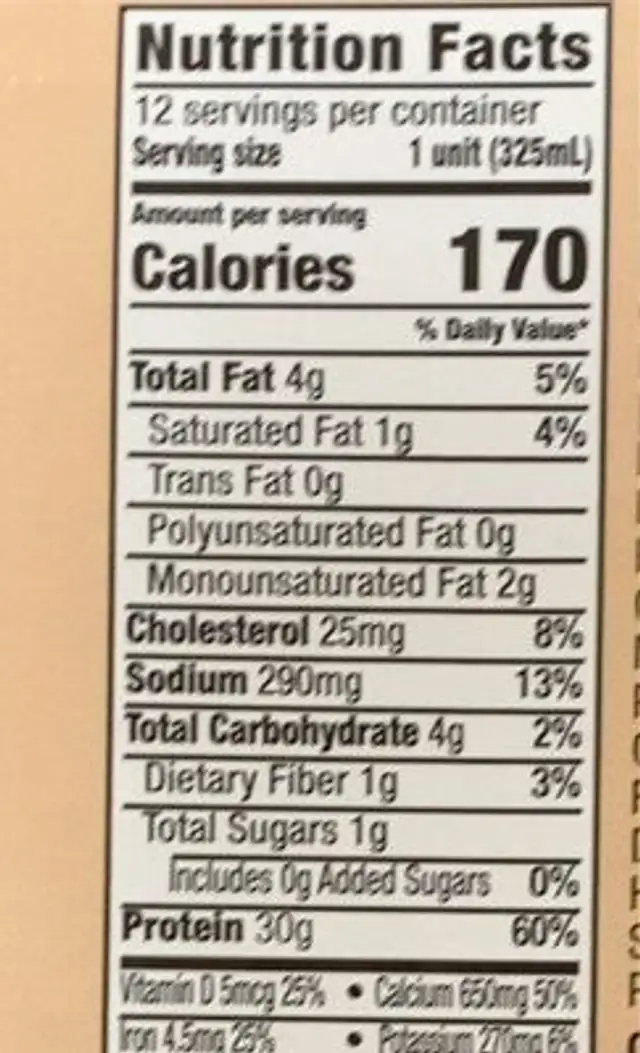 Nutrition Facts
12 servings per container
Serving size 1 unit (325mL)
Amount per serving
Calories 170
% Daily Value*
Total Fat 4g 5%
Saturated Fat 1g 4%
Trans Fat 0g
Polyunsaturated Fat 0g
Monounsaturated Fat 2g
Cholesterol 25mg 8%
Sodium 290mg 13%
Total Carbohydrate 4g 2%
Dietary Fiber 1g 3%
Total Sugars 1g
Includes 0g Added Sugars 0%
Protein 30g 60%
Vitamin D 5mcg 25% • Calcium 650mg 50%
Iron 4.5mg 25% • Potassium 270mg 6%